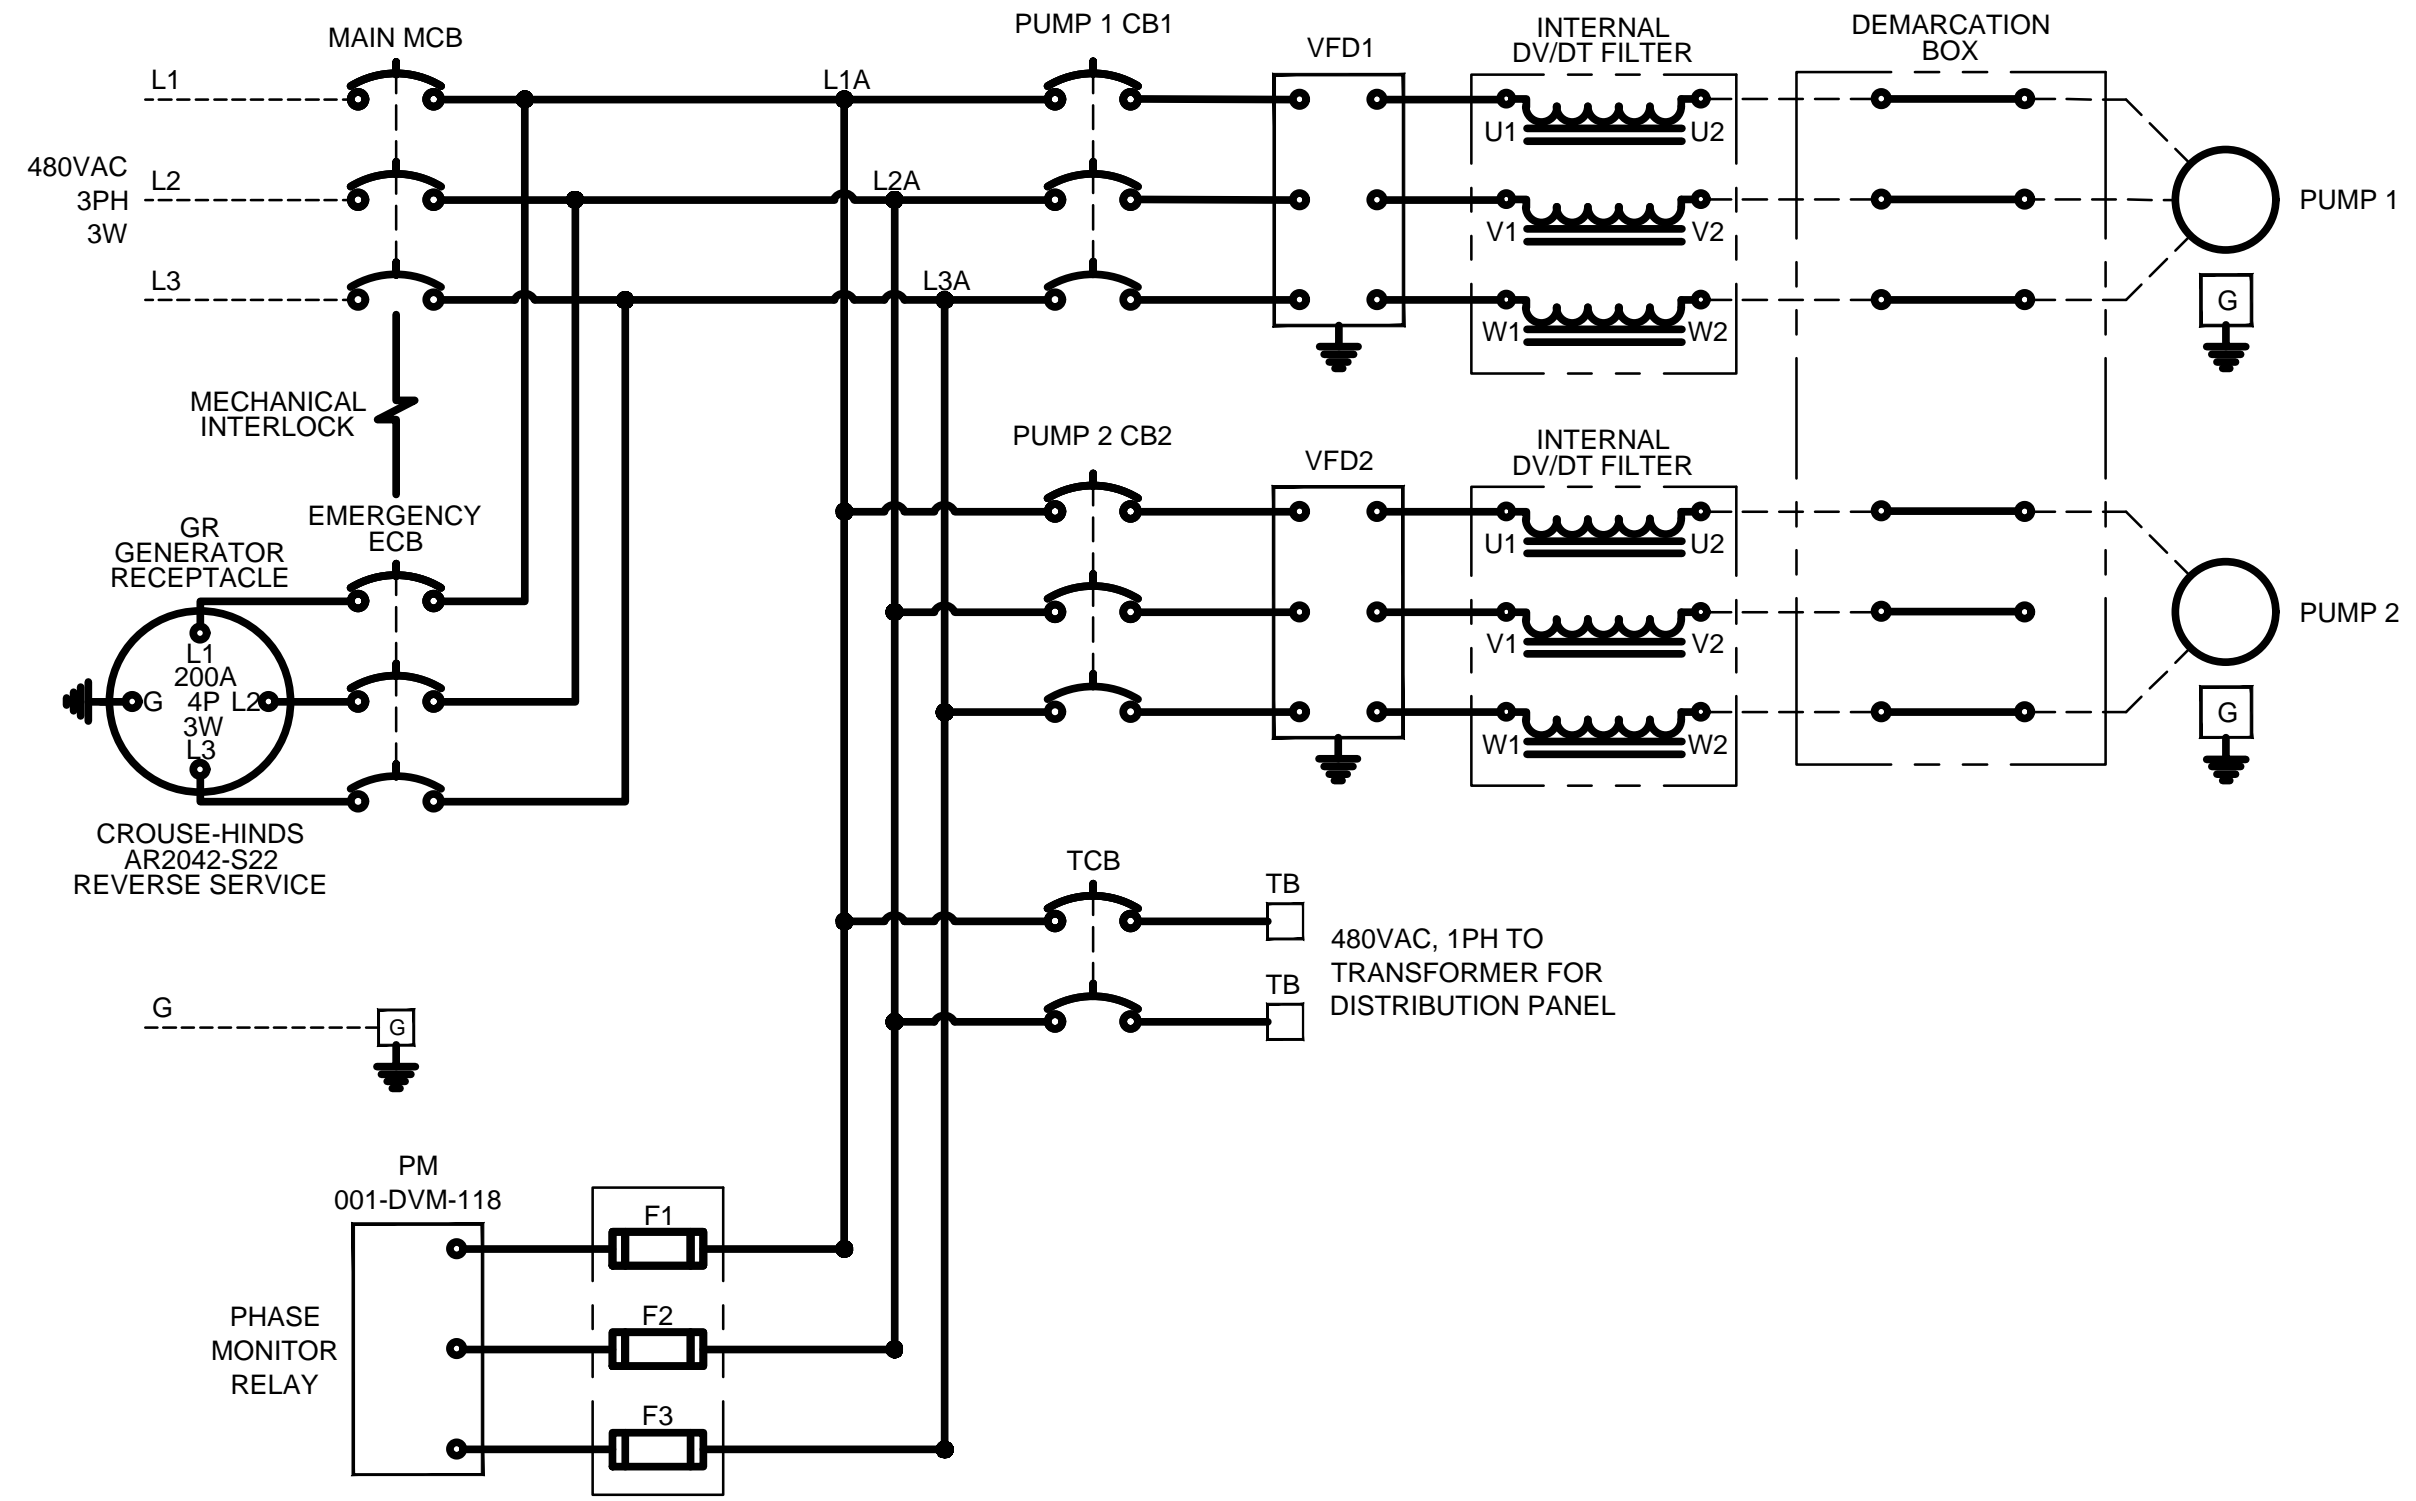 MAIN MCB
L1
480VAC
3PH
3W
L2
L3
L1A
L2A
L3A
PUMP 1 CB1
VFD1
INTERNAL
DV/DT FILTER
U1
U2
V1
V2
W1
W2
DEMARCATION
BOX
PUMP 1
G
MECHANICAL
INTERLOCK
EMERGENCY
ECB
GR
GENERATOR
RECEPTACLE
L1
200A
G
4P
L2
3W
L3
CROUSE-HINDS
AR2042-S22
REVERSE SERVICE
PUMP 2 CB2
VFD2
INTERNAL
DV/DT FILTER
U1
U2
V1
V2
W1
W2
PUMP 2
G
TCB
TB
TB
480VAC, 1PH TO
TRANSFORMER FOR
DISTRIBUTION PANEL
G
G
PM
001-DVM-118
PHASE
MONITOR
RELAY
F1
F2
F3